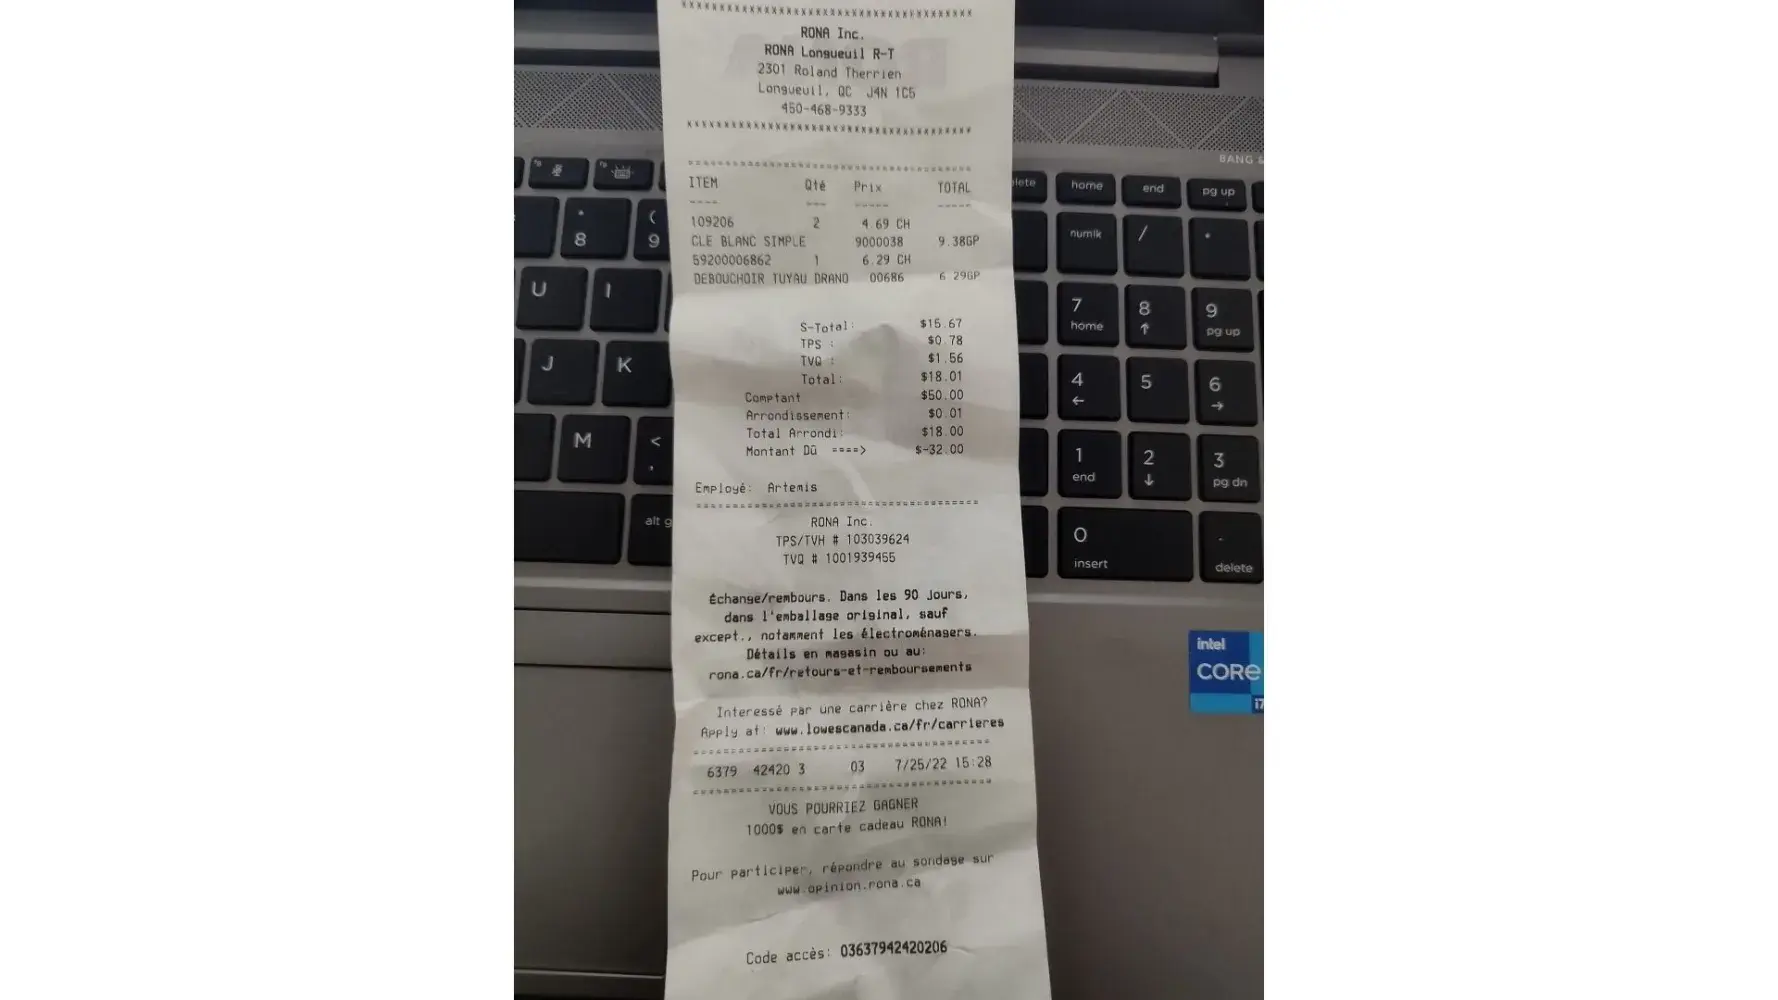 RONA Inc.
RONA Longueuil R-T
2301 Roland Therrien
Longueuil, QC J4N 1C5
450-468-9333
ITEM Qté Prix TOTAL
109206 2 4.69 CH
CLE BLANC SIMPLE 9000038 9.38GP
59200006862 1 6.29 CH
DEBOUCHOIR TUYAU DRANO 00686 6.29GP
S-Total: $15.67
TPS : $0.78
TVQ : $1.56
Total: $18.01
Comptant $50.00
Arrondissement: $0.01
Total Arrondi: $18.00
Montant Dû ====> $-32.00
Employé: Artemis
RONA Inc.
TPS/TVH # 103039624
TVQ # 1001939455
Échange/rembours. Dans les 90 Jours,
dans l'emballage original, sauf
except., notamment les électroménagers.
Détails en magasin ou au:
rona.ca/fr/retours-et-remboursements
Interessé par une carrière chez RONA?
Apply at: www.lowescanada.ca/fr/carrieres
6379 42420 3 03 7/25/22 15:28
VOUS POURRIEZ GAGNER
1000$ en carte cadeau RONA!
Pour participer, répondre au sondage sur
www.opinion.rona.ca
Code accès: 03637942420206
BANG &
lete home end pg up
* 8 ( 9
numlk / *
U I
7 home 8 ↑ 9 pg up
J K
4 ← 5 6 →
M < ,
1 end 2 ↓ 3 pg dn
alt g
0 insert . delete
intel
CORE
i7